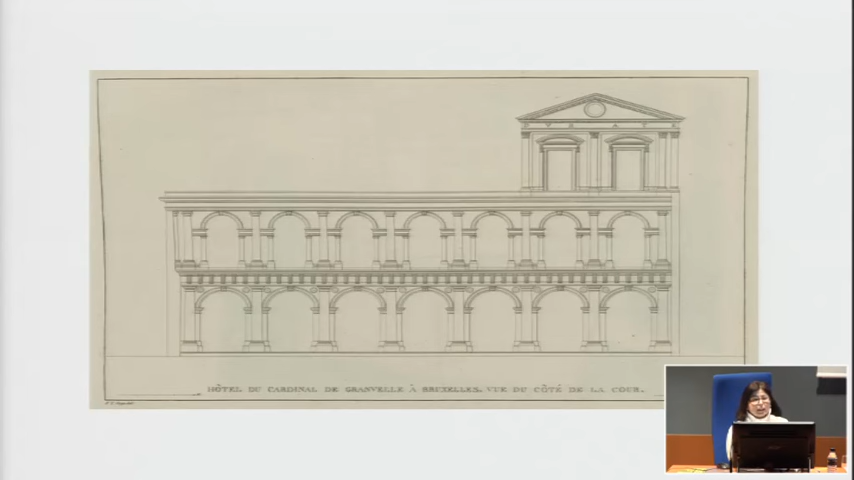 D V R A T E
HÔTEL DU CARDINAL DE GRANVELLE À BRUXELLES. VUE DU CÔTÉ DE LA COUR.